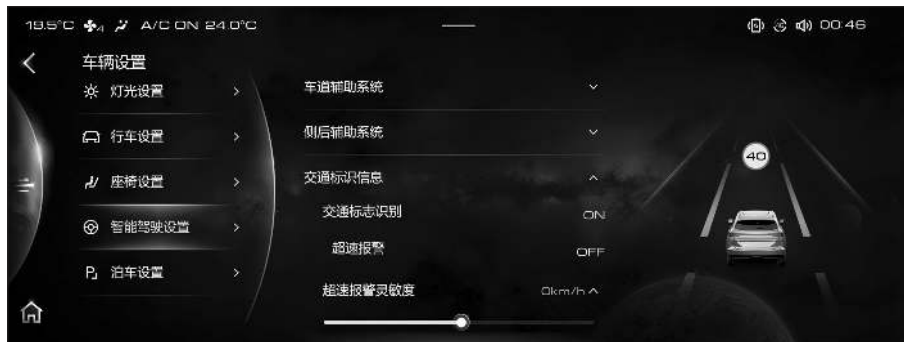 19.5°C 4 A/C ON 24.0°C 00:46
车辆设置
灯光设置
行车设置
座椅设置
智能驾驶设置
泊车设置
车道辅助系统
侧后辅助系统
交通标识信息
交通标志识别 ON
超速报警 OFF
超速报警灵敏度 0km/h
40